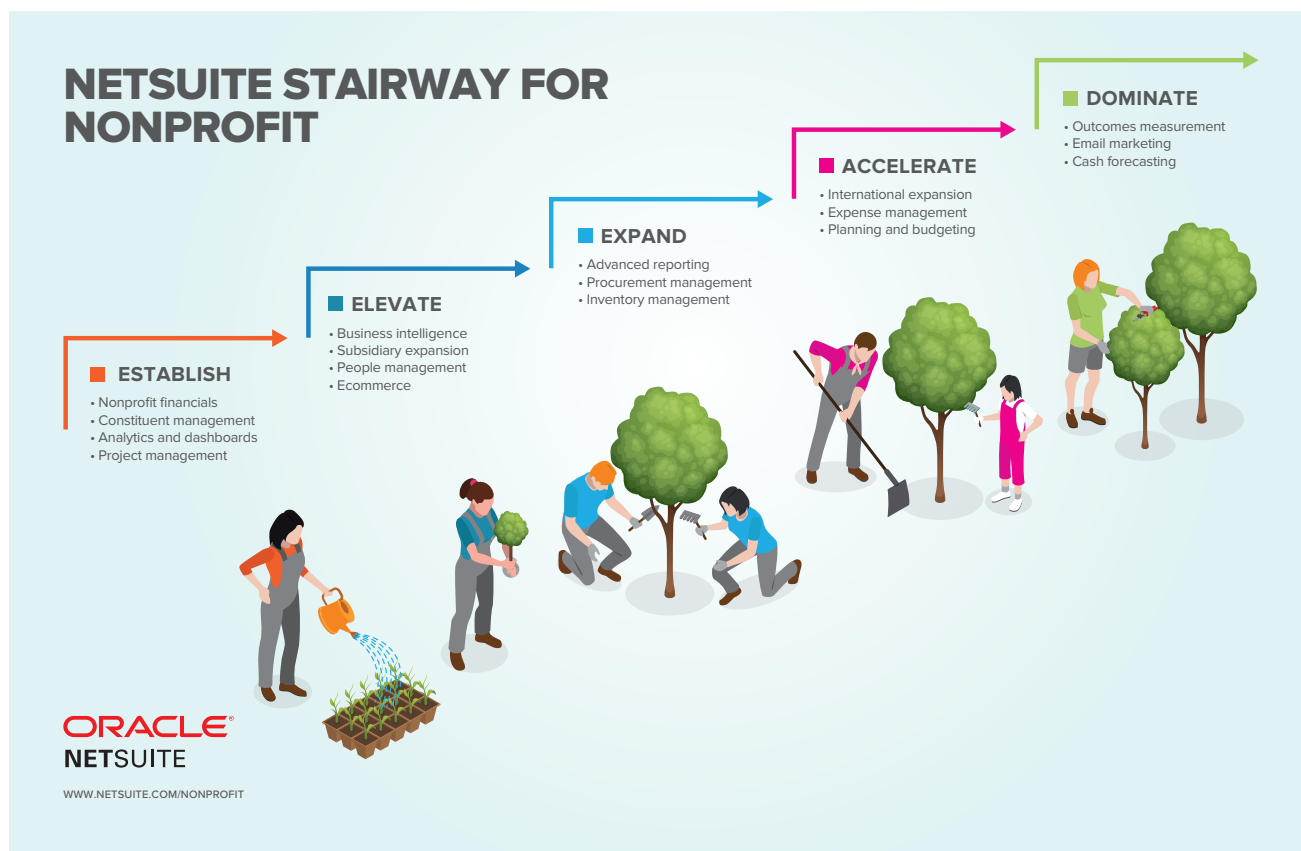 NETSUITE STAIRWAY FOR
NONPROFIT
ESTABLISH
• Nonprofit financials
• Constituent management
• Analytics and dashboards
• Project management
ELEVATE
• Business intelligence
• Subsidiary expansion
• People management
• Ecommerce
EXPAND
• Advanced reporting
• Procurement management
• Inventory management
ACCELERATE
• International expansion
• Expense management
• Planning and budgeting
DOMINATE
• Outcomes measurement
• Email marketing
• Cash forecasting
ORACLE®
NETSUITE
WWW.NETSUITE.COM/NONPROFIT